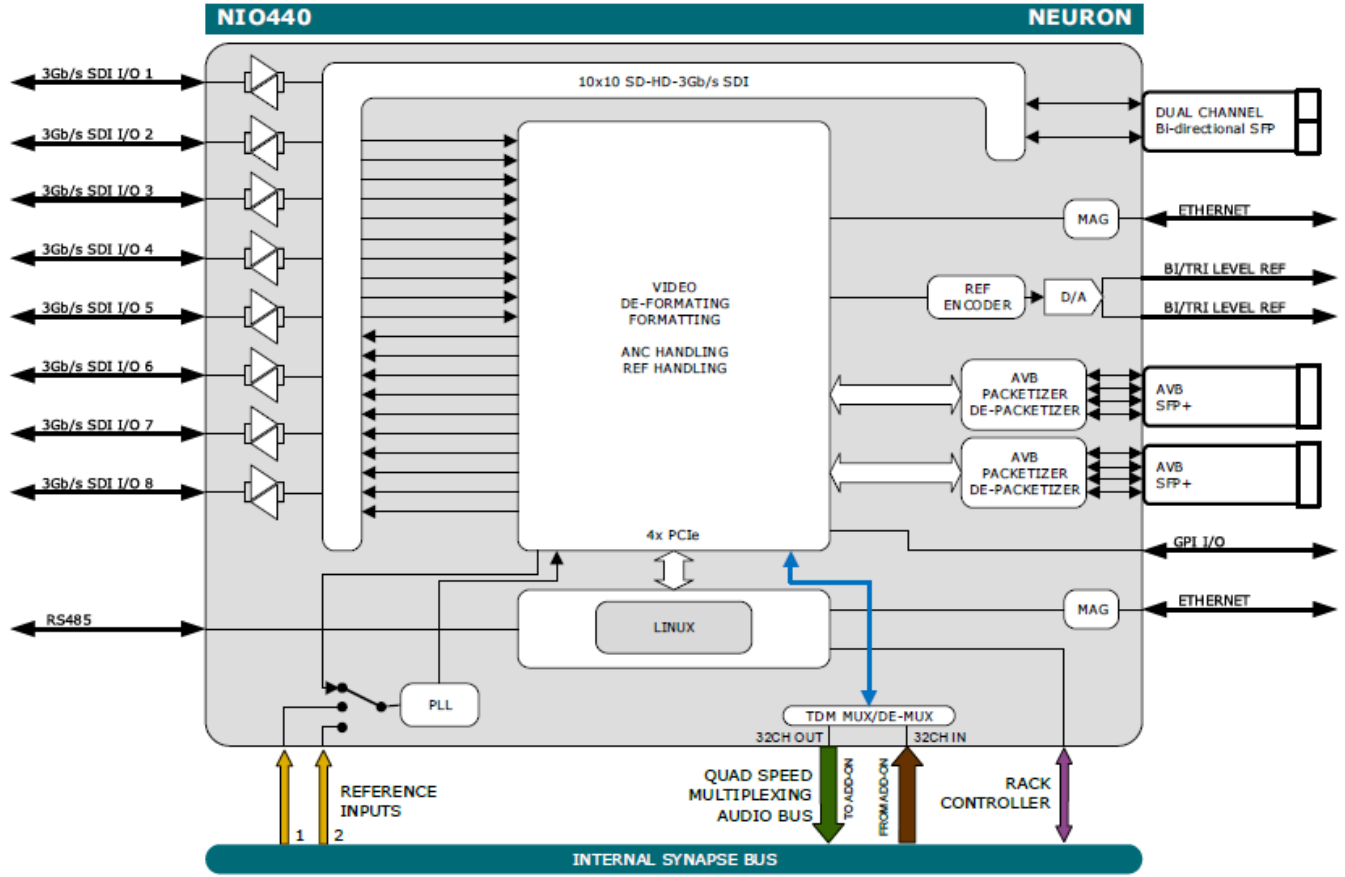 NIO440
NEURON
3Gb/s SDI I/O 1
10x10 SD-HD-3Gb/s SDI
DUAL CHANNEL
Bi-directional SFP
3Gb/s SDI I/O 2
3Gb/s SDI I/O 3
ETHERNET
MAG
3Gb/s SDI I/O 4
BI/TRI LEVEL REF
VIDEO
DE-FORMATING
FORMATTING
ANC HANDLING
REF HANDLING
REF
ENCODER
D/A
3Gb/s SDI I/O 5
BI/TRI LEVEL REF
3Gb/s SDI I/O 6
AVB
PACKETIZER
DE-PACKETIZER
AVB
SFP+
3Gb/s SDI I/O 7
AVB
PACKETIZER
DE-PACKETIZER
AVB
SFP+
3Gb/s SDI I/O 8
4x PCIe
GPI I/O
ETHERNET
MAG
RS485
LINUX
PLL
TDM MUX/DE-MUX
32CH OUT
32CH IN
REFERENCE
INPUTS
1
2
QUAD SPEED
MULTIPLEXING
AUDIO BUS
TO ADD-ON
FROM ADD-ON
RACK
CONTROLLER
INTERNAL SYNAPSE BUS